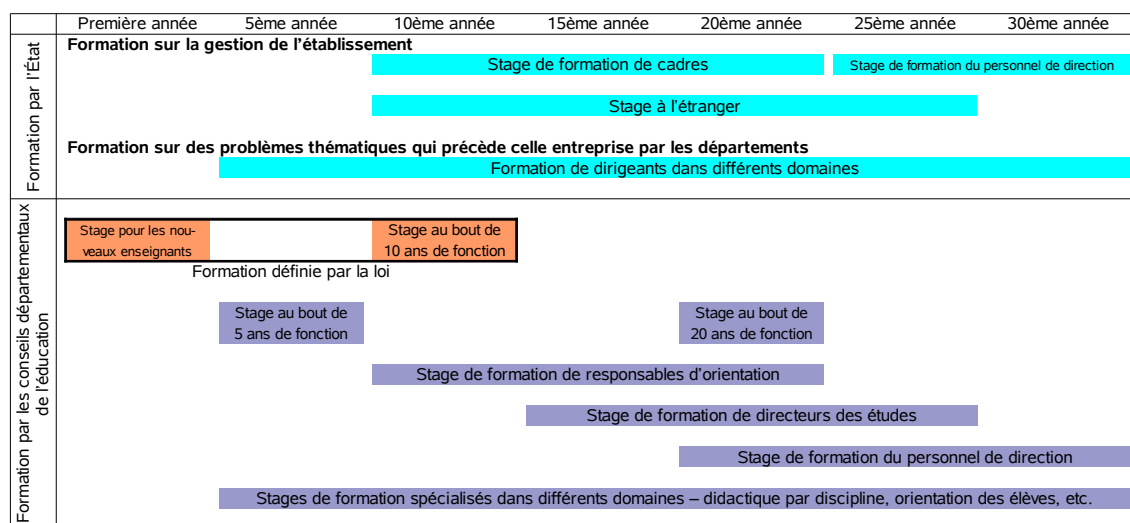 Première année 5ème année 10ème année 15ème année 20ème année 25ème année 30ème année
Formation par l'État
Formation sur la gestion de l'établissement
Stage de formation de cadres
Stage de formation du personnel de direction
Stage à l'étranger
Formation sur des problèmes thématiques qui précède celle entreprise par les départements
Formation de dirigeants dans différents domaines
Formation par les conseils départementaux
de l'éducation
Stage pour les nou-
veaux enseignants
Stage au bout de
10 ans de fonction
Formation définie par la loi
Stage au bout de
5 ans de fonction
Stage au bout de
20 ans de fonction
Stage de formation de responsables d'orientation
Stage de formation de directeurs des études
Stage de formation du personnel de direction
Stages de formation spécialisés dans différents domaines – didactique par discipline, orientation des élèves, etc.